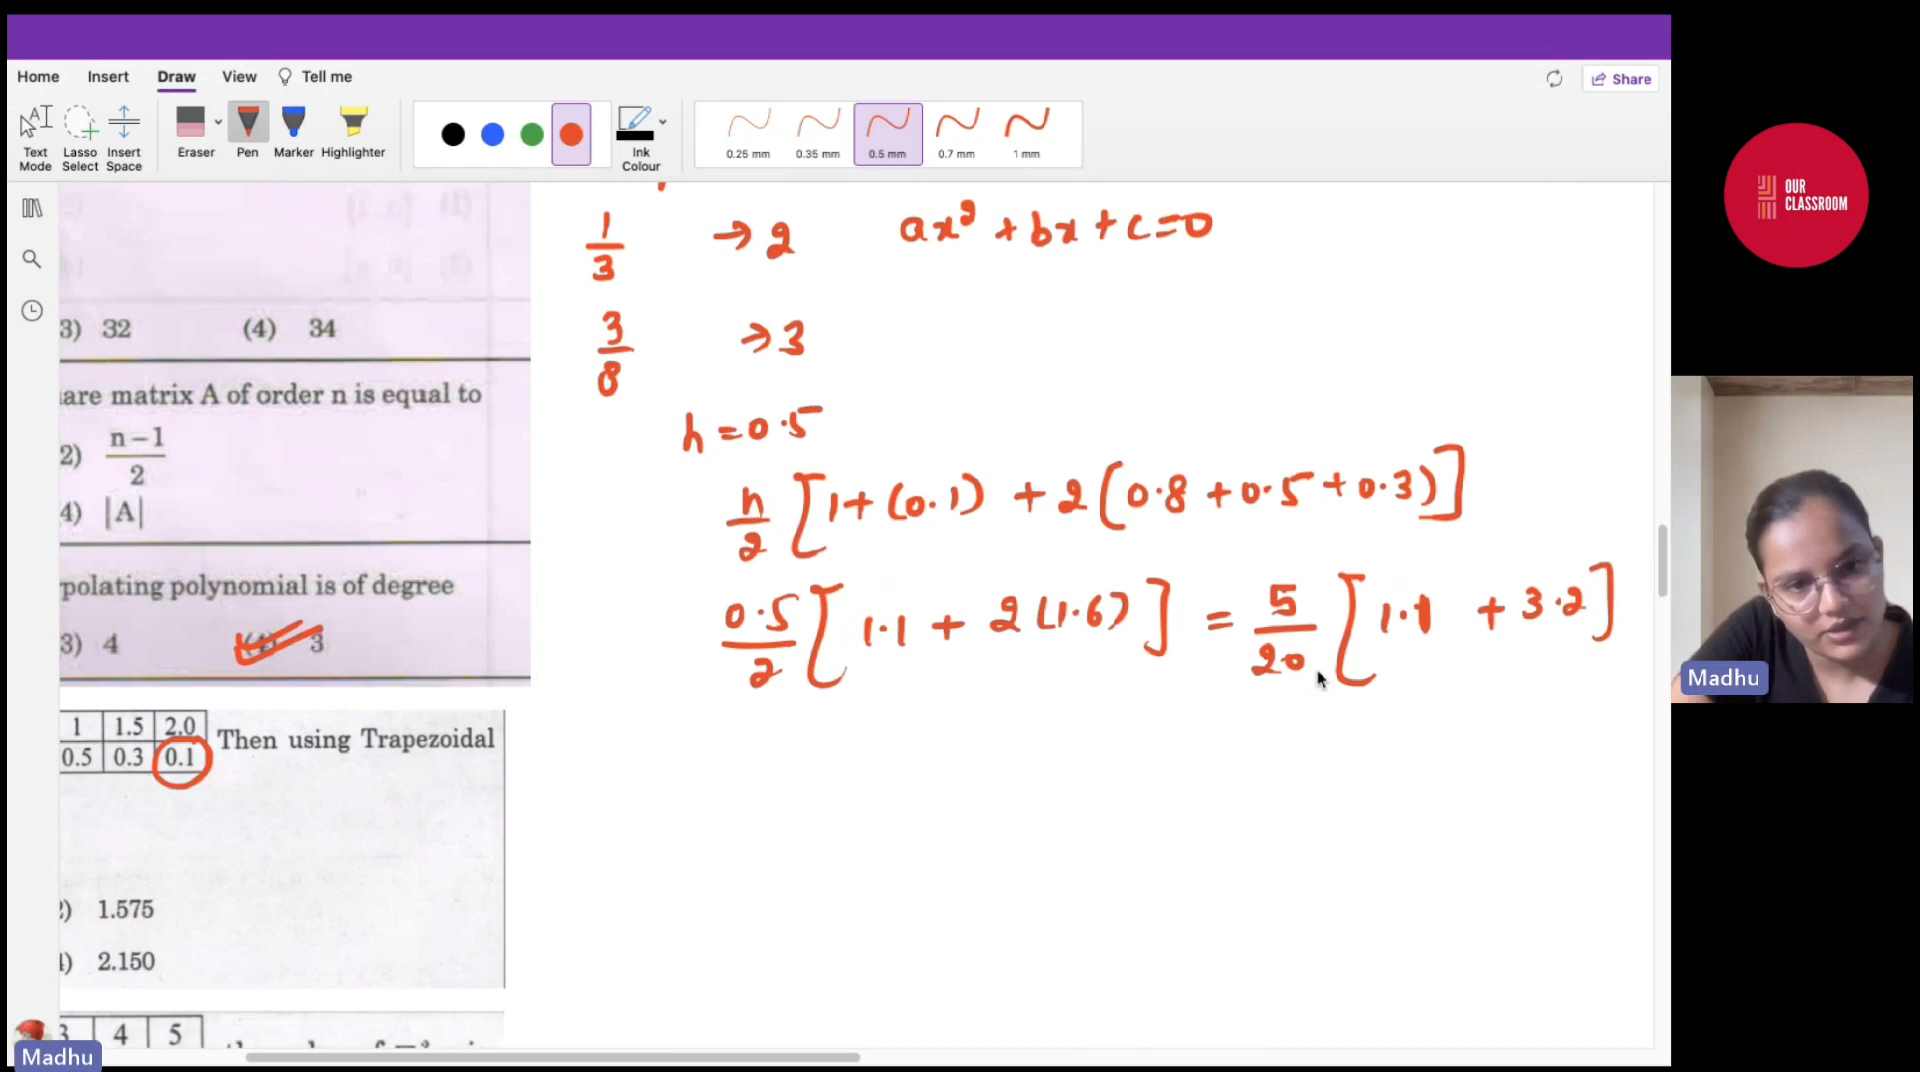 Home Insert Draw View Tell me
Share
Text Mode
Lasso Select
Insert Space
Eraser
Pen
Marker
Highlighter
Ink Colour
0.25 mm 0.35 mm 0.5 mm 0.7 mm 1 mm
OUR CLASSROOM
3) 32 (4) 34
are matrix A of order n is equal to
2) n-1/2
4) |A|
polating polynomial is of degree
3) 4 3
1 1.5 2.0
0.5 0.3 0.1
Then using Trapezoidal
1.575
2.150
3 4 5
1/3 → 2 ax² + bx + c = 0
3/8 → 3
h = 0.5
h/2 [1 + (0.1) + 2(0.8 + 0.5 + 0.3)]
0.5/2 [1.1 + 2(1.6)] = 5/20 [1.1 + 3.2]
Madhu
Madhu